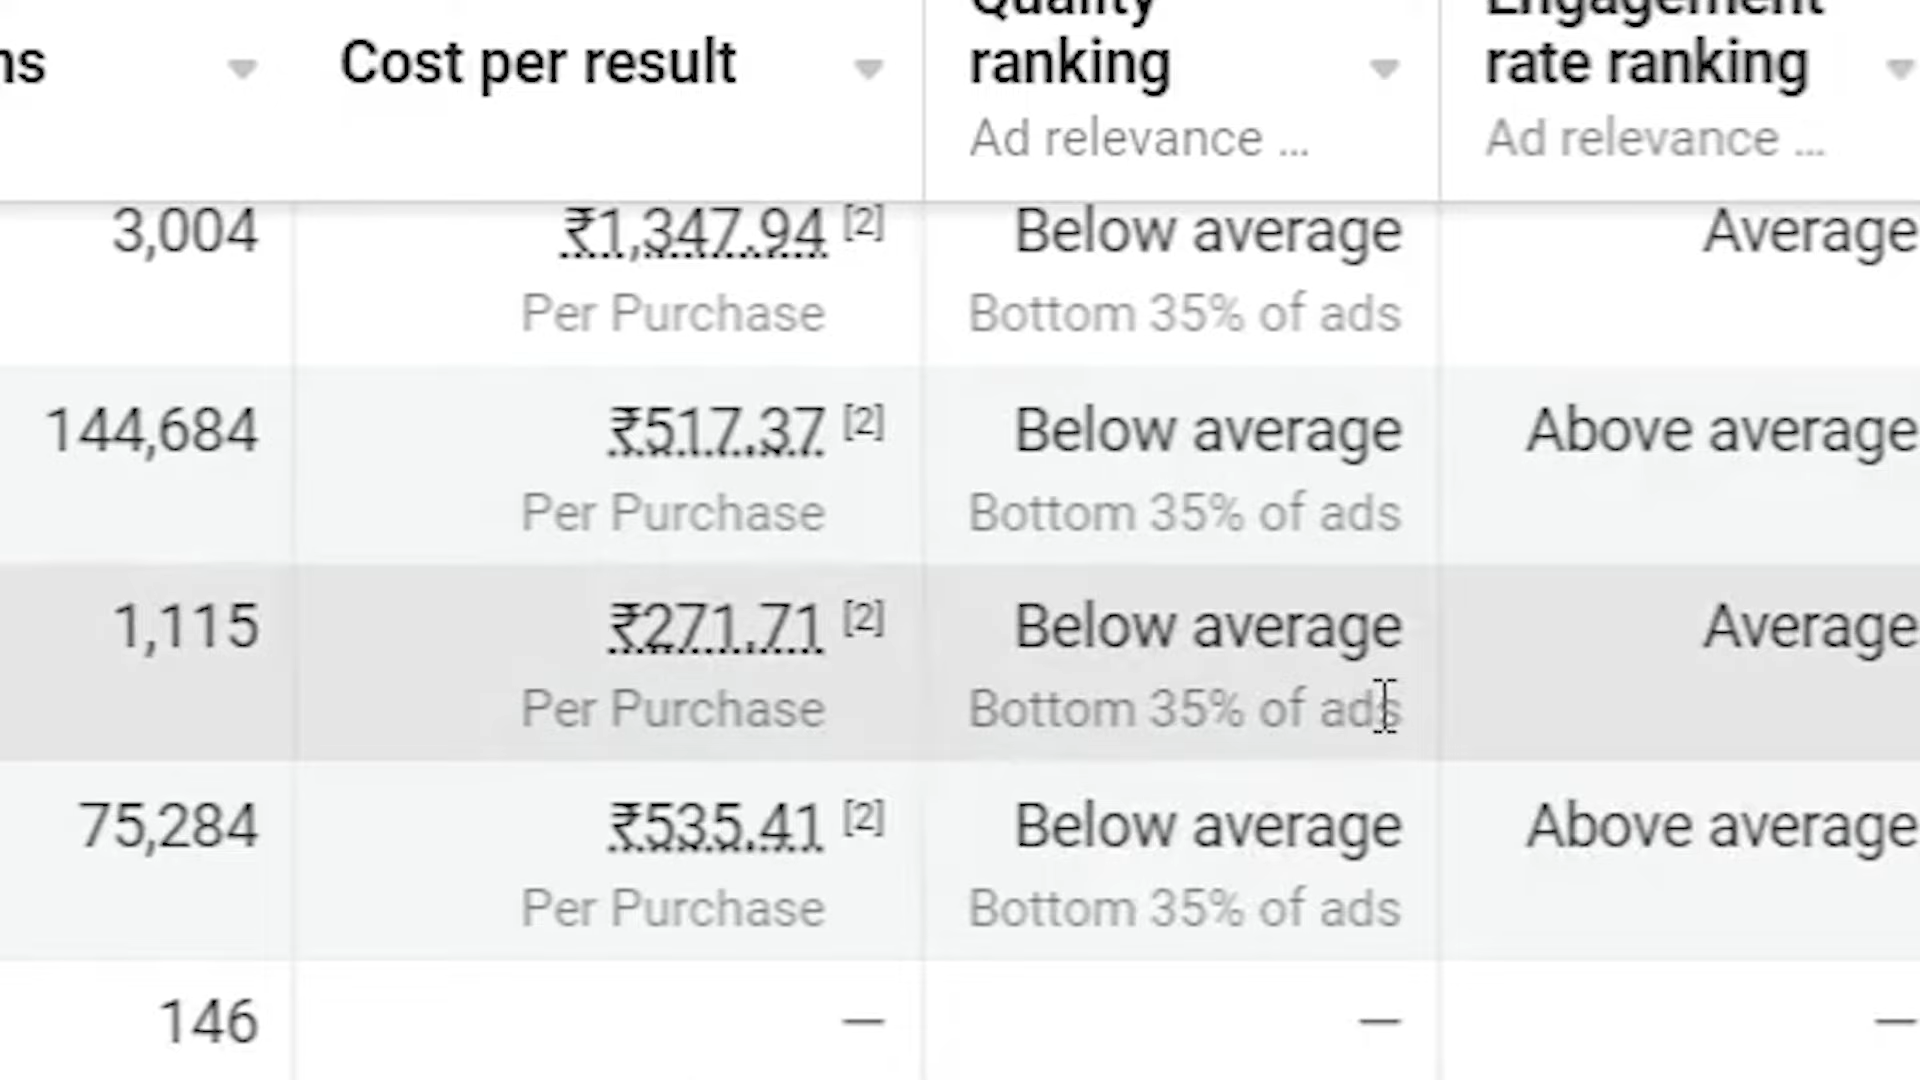 ns
Cost per result
Quality
ranking
Ad relevance ...
Engagement
rate ranking
Ad relevance ...
3,004
₹1,347.94 [2]
Per Purchase
Below average
Bottom 35% of ads
Average
144,684
₹517.37 [2]
Per Purchase
Below average
Bottom 35% of ads
Above average
1,115
₹271.71 [2]
Per Purchase
Below average
Bottom 35% of ads
Average
75,284
₹535.41 [2]
Per Purchase
Below average
Bottom 35% of ads
Above average
146
—
—
—